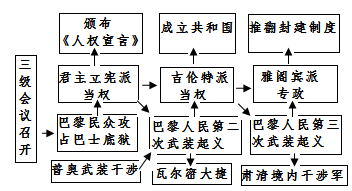 颁布
《人权宣言》
成立共和国
推翻封建制度
三级会议召开
君主立宪派
当权
吉伦特派
当权
雅阁宾派
专政
巴黎民众攻
占巴士底狱
巴黎人民第二
次武装起义
巴黎人民第三
次武装起义
普奥武装干涉
瓦尔密大捷
肃清境内干涉军